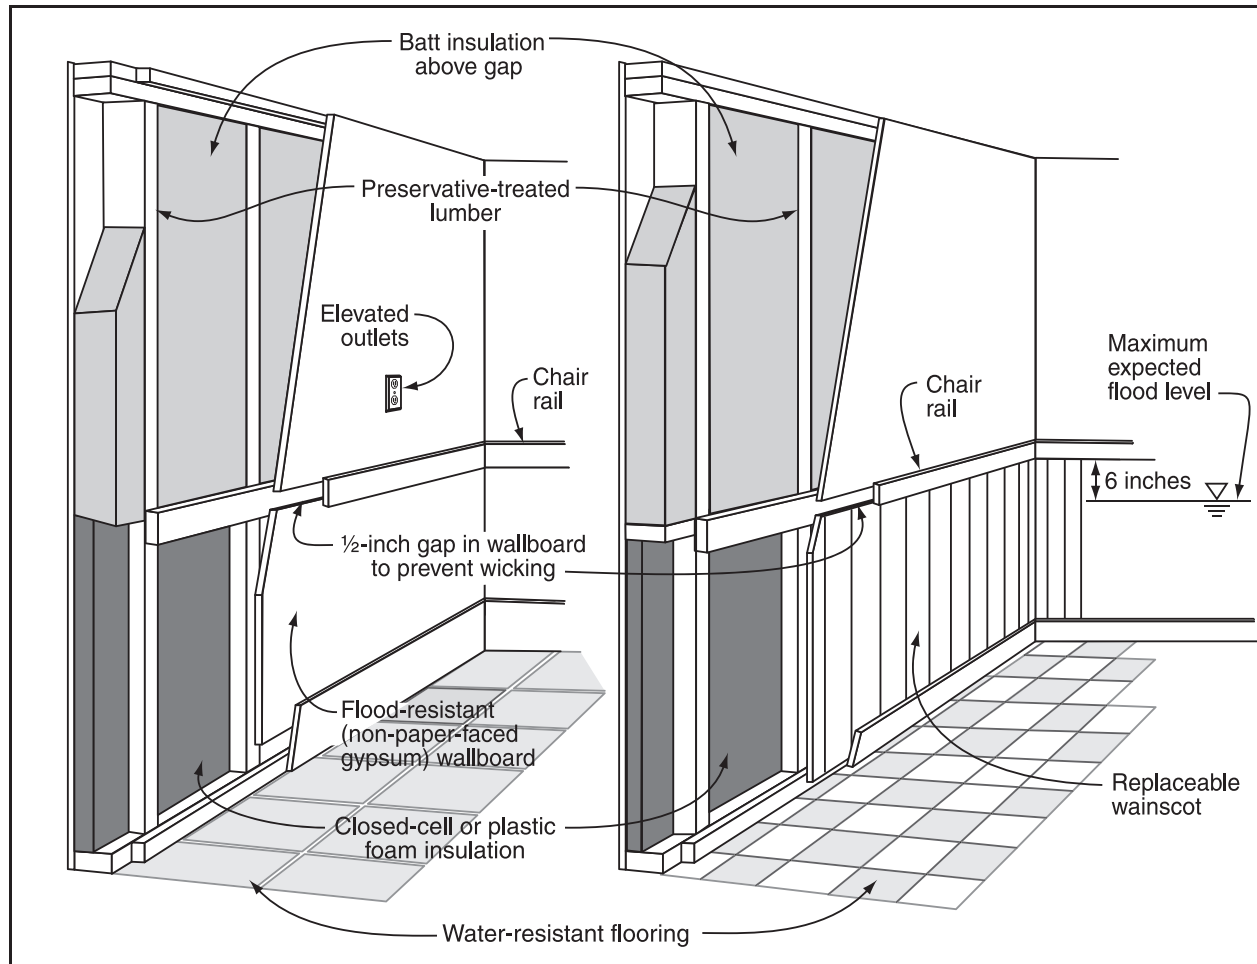 Batt insulation
above gap
Preservative-treated
lumber
Elevated
outlets
Chair
rail
Chair
rail
Maximum
expected
flood level
6 inches
½-inch gap in wallboard
to prevent wicking
Flood-resistant
(non-paper-faced
gypsum) wallboard
Replaceable
wainscot
Closed-cell or plastic
foam insulation
Water-resistant flooring